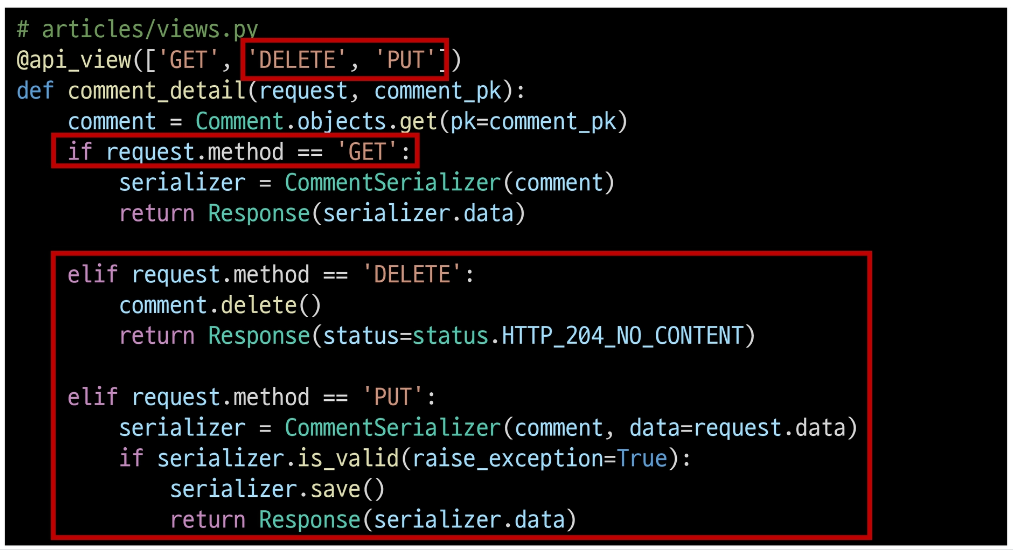 # articles/views.py
@api_view(['GET', 'DELETE', 'PUT'])
def comment_detail(request, comment_pk):
    comment = Comment.objects.get(pk=comment_pk)
    if request.method == 'GET':
        serializer = CommentSerializer(comment)
        return Response(serializer.data)

    elif request.method == 'DELETE':
        comment.delete()
        return Response(status=status.HTTP_204_NO_CONTENT)

    elif request.method == 'PUT':
        serializer = CommentSerializer(comment, data=request.data)
        if serializer.is_valid(raise_exception=True):
            serializer.save()
            return Response(serializer.data)